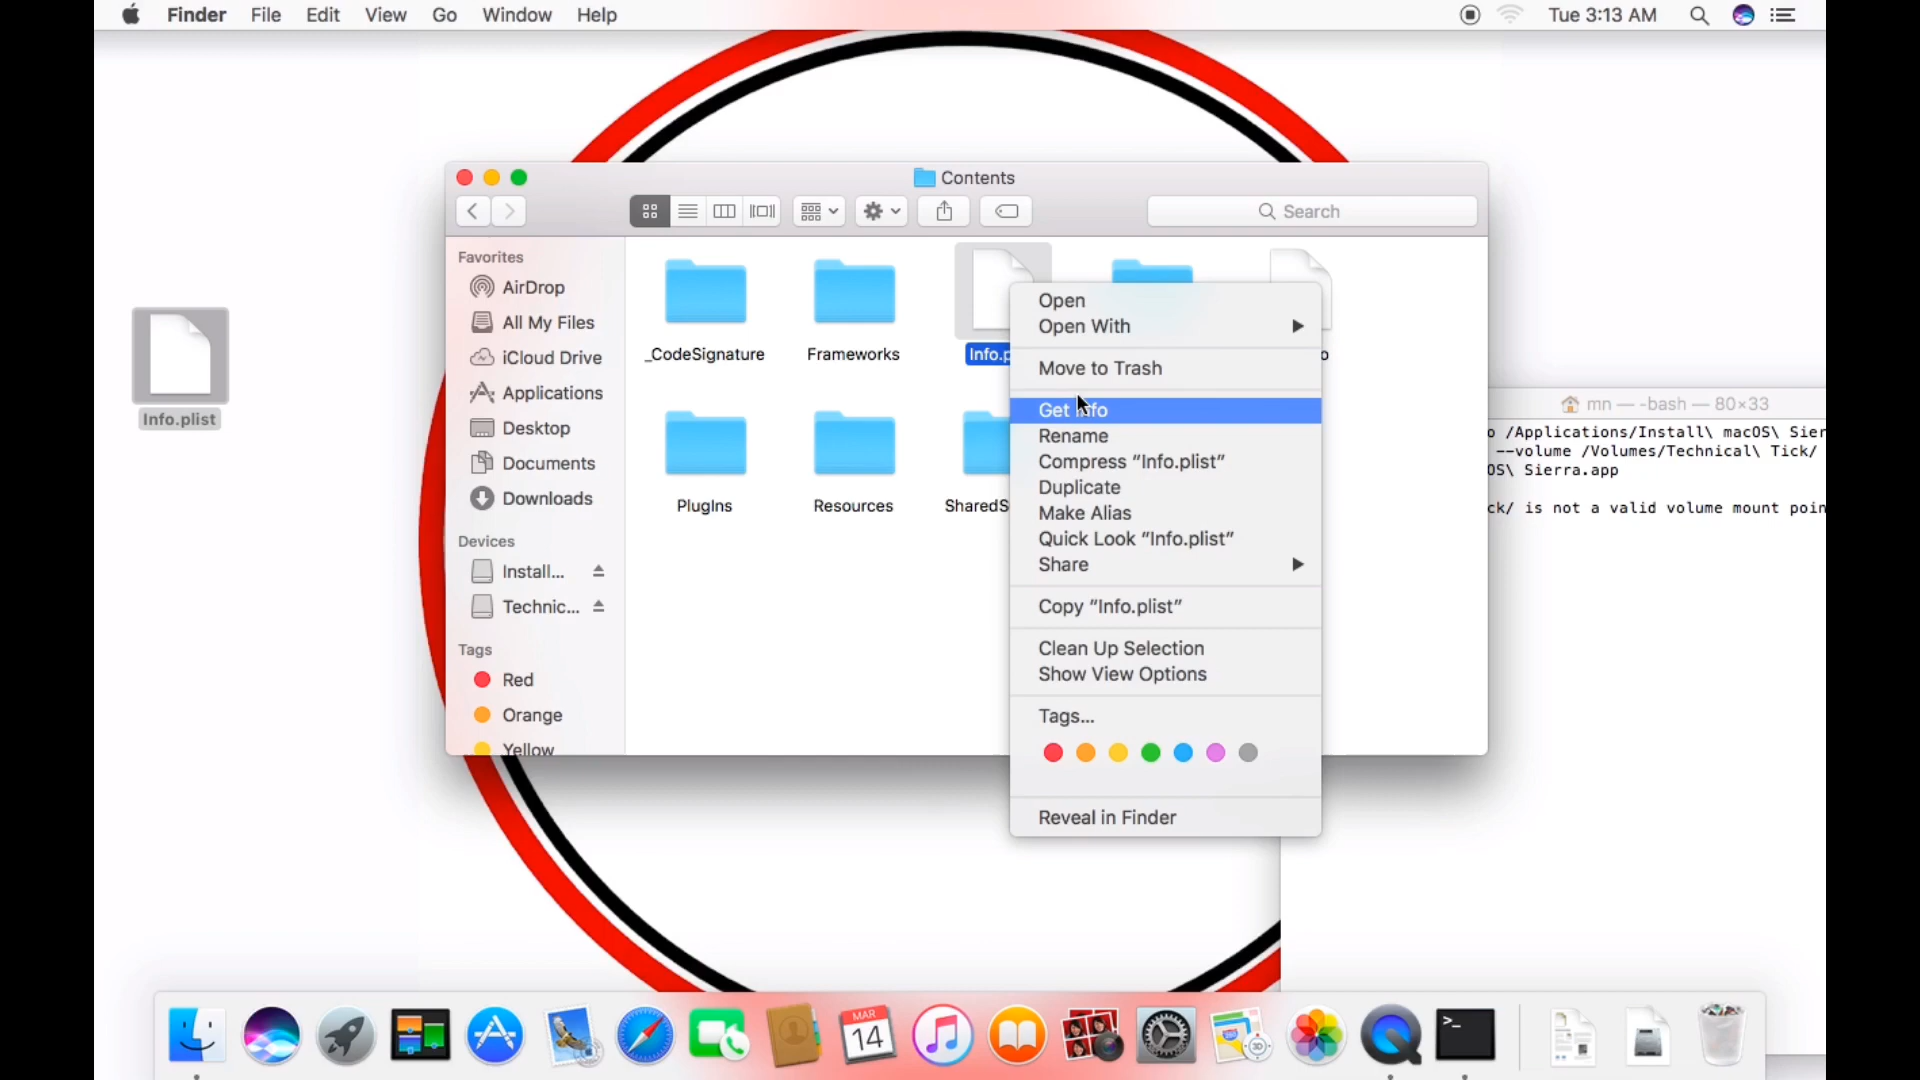 Finder File Edit View Go Window Help
Tue 3:13 AM
Contents
Search
Favorites
AirDrop
All My Files
iCloud Drive
Applications
Desktop
Documents
Downloads
Devices
Install...
Technic...
Tags
Red
Orange
Yellow
_CodeSignature
Frameworks
Info.p
o
PlugIns
Resources
SharedS
Info.plist
Open
Open With
Move to Trash
Get Info
Rename
Compress “Info.plist”
Duplicate
Make Alias
Quick Look “Info.plist”
Share
Copy “Info.plist”
Clean Up Selection
Show View Options
Tags...
Reveal in Finder
mn — -bash — 80×33
o /Applications/Install\ macOS\ Sier
--volume /Volumes/Technical\ Tick/
OS\ Sierra.app
ck/ is not a valid volume mount poin
MAR
14
>_
3D